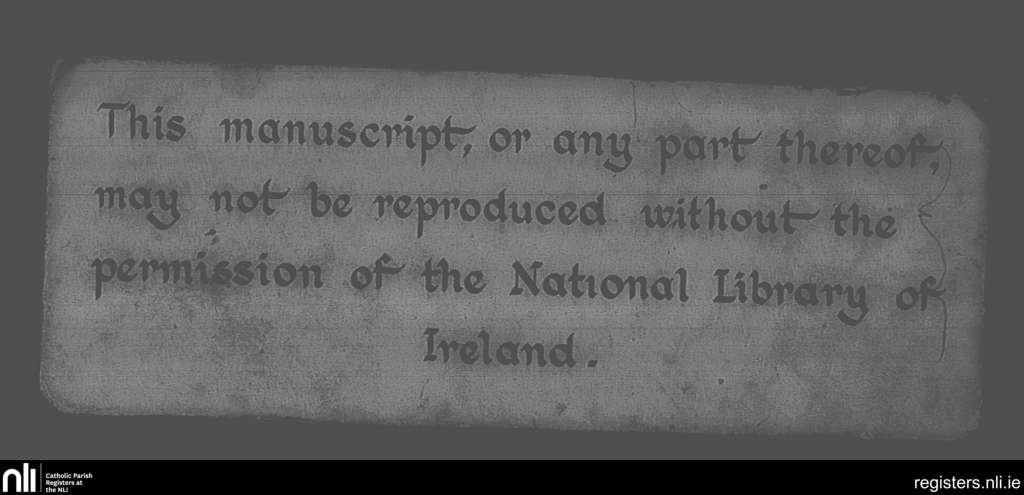 This manuscript, or any part thereof,
may not be reproduced without the
permission of the National Library of
Ireland.
nli
Catholic Parish
Registers at
the NLI
registers.nli.ie